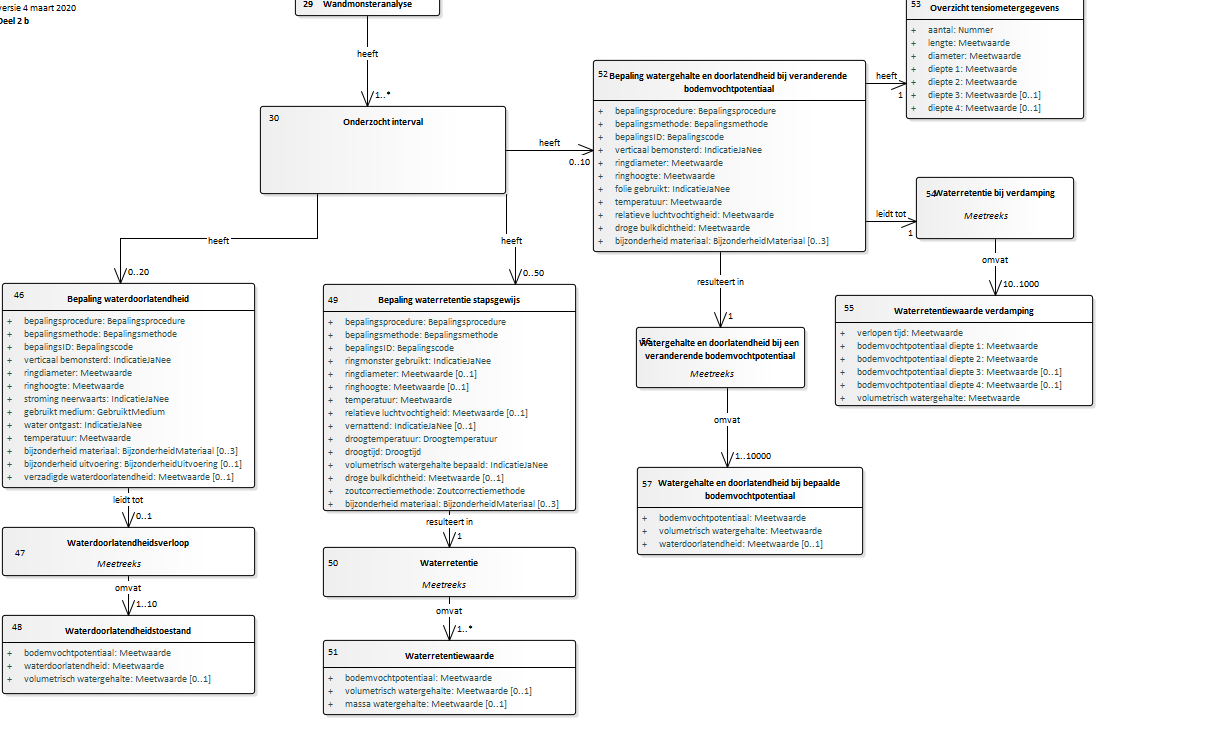 versie 4 maart 2020
Deel 2 b
29 Wandmonsteranalyse
heeft
1..*
30 Onderzocht interval
heeft
0..10
heeft
0..20
heeft
0..50
52 Bepaling watergehalte en doorlatendheid bij veranderende
bodemvochtpotentiaal
+ bepalingsprocedure: Bepalingsprocedure
+ bepalingsmethode: Bepalingsmethode
+ bepalingsID: Bepalingscode
+ verticaal bemonsterd: IndicatieJaNee
+ ringdiameter: Meetwaarde
+ ringhoogte: Meetwaarde
+ folie gebruikt: IndicatieJaNee
+ temperatuur: Meetwaarde
+ relatieve luchtvochtigheid: Meetwaarde
+ droge bulkdichtheid: Meetwaarde
+ bijzonderheid materiaal: BijzonderheidMateriaal [0..3]
heeft
1
53 Overzicht tensiometergegevens
+ aantal: Nummer
+ lengte: Meetwaarde
+ diameter: Meetwaarde
+ diepte 1: Meetwaarde
+ diepte 2: Meetwaarde
+ diepte 3: Meetwaarde [0..1]
+ diepte 4: Meetwaarde [0..1]
leidt tot
1
54 Waterretentie bij verdamping
Meetreeks
omvat
10..1000
55 Waterretentiewaarde verdamping
+ verlopen tijd: Meetwaarde
+ bodemvochtpotentiaal diepte 1: Meetwaarde
+ bodemvochtpotentiaal diepte 2: Meetwaarde
+ bodemvochtpotentiaal diepte 3: Meetwaarde [0..1]
+ bodemvochtpotentiaal diepte 4: Meetwaarde [0..1]
+ volumetrisch watergehalte: Meetwaarde
resulteert in
1
56 Watergehalte en doorlatendheid bij een
veranderende bodemvochtpotentiaal
Meetreeks
omvat
1..10000
57 Watergehalte en doorlatendheid bij bepaalde
bodemvochtpotentiaal
+ bodemvochtpotentiaal: Meetwaarde
+ volumetrisch watergehalte: Meetwaarde
+ waterdoorlatendheid: Meetwaarde [0..1]
46 Bepaling waterdoorlatendheid
+ bepalingsprocedure: Bepalingsprocedure
+ bepalingsmethode: Bepalingsmethode
+ bepalingsID: Bepalingscode
+ verticaal bemonsterd: IndicatieJaNee
+ ringdiameter: Meetwaarde
+ ringhoogte: Meetwaarde
+ stroming neerwaarts: IndicatieJaNee
+ gebruikt medium: GebruiktMedium
+ water ontgast: IndicatieJaNee
+ temperatuur: Meetwaarde
+ bijzonderheid materiaal: BijzonderheidMateriaal [0..3]
+ bijzonderheid uitvoering: BijzonderheidUitvoering [0..1]
+ verzadigde waterdoorlatendheid: Meetwaarde [0..1]
leidt tot
0..1
47 Waterdoorlatendheidsverloop
Meetreeks
omvat
1..10
48 Waterdoorlatendheidstoestand
+ bodemvochtpotentiaal: Meetwaarde
+ waterdoorlatendheid: Meetwaarde
+ volumetrisch watergehalte: Meetwaarde [0..1]
49 Bepaling waterretentie stapsgewijs
+ bepalingsprocedure: Bepalingsprocedure
+ bepalingsmethode: Bepalingsmethode
+ bepalingsID: Bepalingscode
+ ringmonster gebruikt: IndicatieJaNee
+ ringdiameter: Meetwaarde [0..1]
+ ringhoogte: Meetwaarde [0..1]
+ temperatuur: Meetwaarde
+ relatieve luchtvochtigheid: Meetwaarde [0..1]
+ vernattend: IndicatieJaNee [0..1]
+ droogtemperatuur: Droogtemperatuur
+ droogtijd: Droogtijd
+ volumetrisch watergehalte bepaald: IndicatieJaNee
+ droge bulkdichtheid: Meetwaarde [0..1]
+ zoutcorrectiemethode: Zoutcorrectiemethode
+ bijzonderheid materiaal: BijzonderheidMateriaal [0..3]
resulteert in
1
50 Waterretentie
Meetreeks
omvat
1..*
51 Waterretentiewaarde
+ bodemvochtpotentiaal: Meetwaarde
+ volumetrisch watergehalte: Meetwaarde [0..1]
+ massa watergehalte: Meetwaarde [0..1]